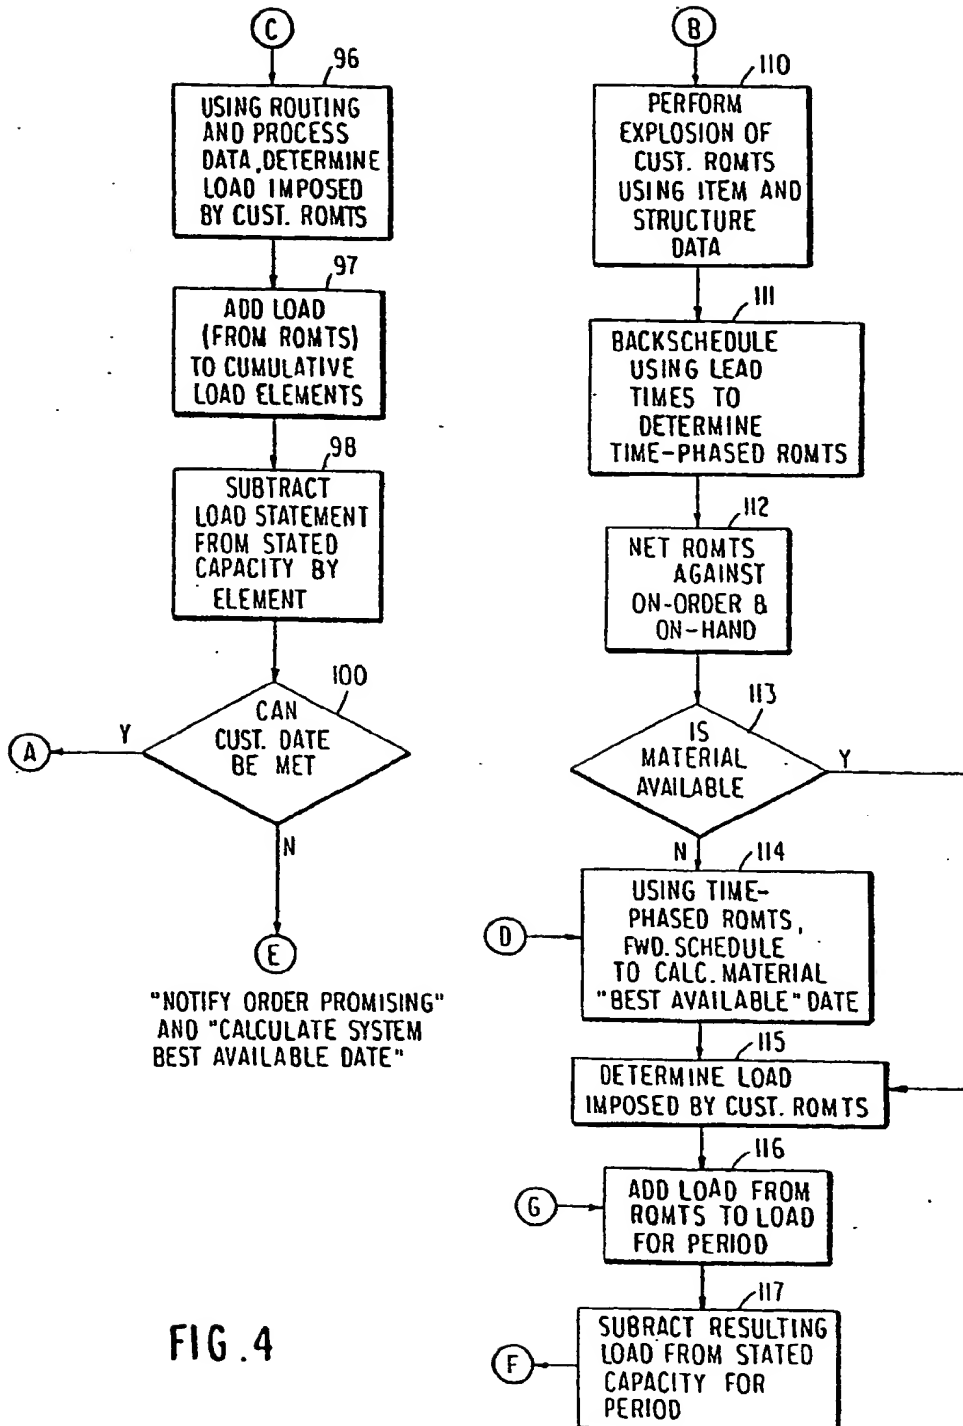 C
96
USING ROUTING
AND PROCESS
DATA, DETERMINE
LOAD IMPOSED
BY CUST. RQMTS
97
ADD LOAD
(FROM RQMTS)
TO CUMULATIVE
LOAD ELEMENTS
98
SUBTRACT
LOAD STATEMENT
FROM STATED
CAPACITY BY
ELEMENT
100
CAN
CUST. DATE
BE MET
Y
A
N
E
"NOTIFY ORDER PROMISING"
AND "CALCULATE SYSTEM
BEST AVAILABLE DATE"
B
110
PERFORM
EXPLOSION OF
CUST. RQMTS
USING ITEM AND
STRUCTURE
DATA
111
BACKSCHEDULE
USING LEAD
TIMES TO
DETERMINE
TIME-PHASED RQMTS
112
NET RQMTS
AGAINST
ON-ORDER &
ON-HAND
113
IS
MATERIAL
AVAILABLE
Y
N
114
USING TIME-
PHASED RQMTS,
FWD. SCHEDULE
TO CALC. MATERIAL
"BEST AVAILABLE" DATE
D
115
DETERMINE LOAD
IMPOSED BY CUST. RQMTS
116
ADD LOAD FROM
RQMTS TO LOAD
FOR PERIOD
G
117
SUBRACT RESULTING
LOAD FROM STATED
CAPACITY FOR
PERIOD
F
FIG. 4